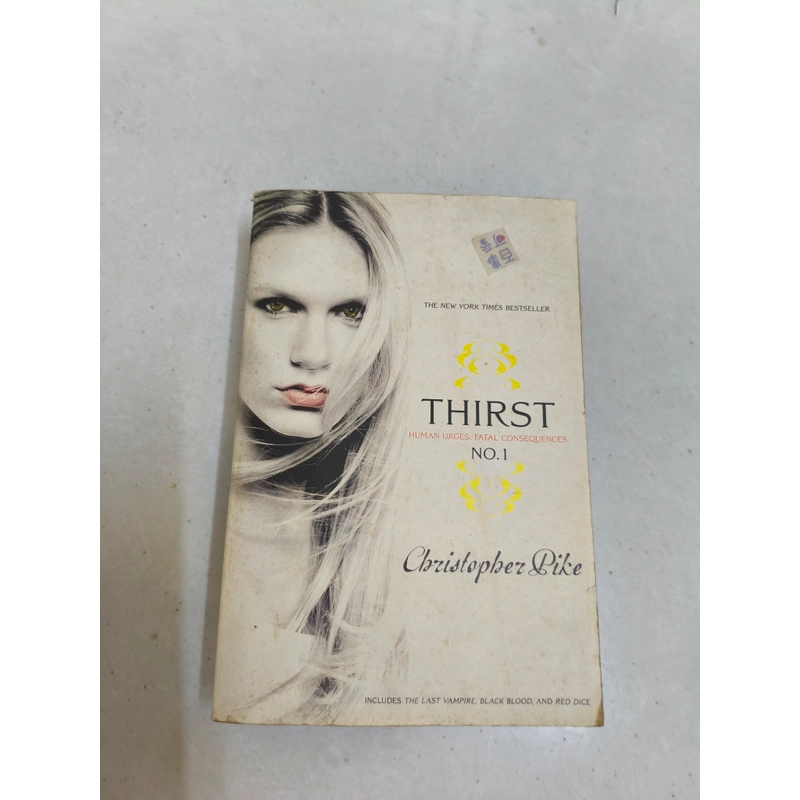 THE NEW YORK TIMES BESTSELLER
THIRST
HUMAN URGES. FATAL CONSEQUENCES.
NO.1
Christopher Pike
INCLUDES THE LAST VAMPIRE, BLACK BLOOD, AND RED DICE